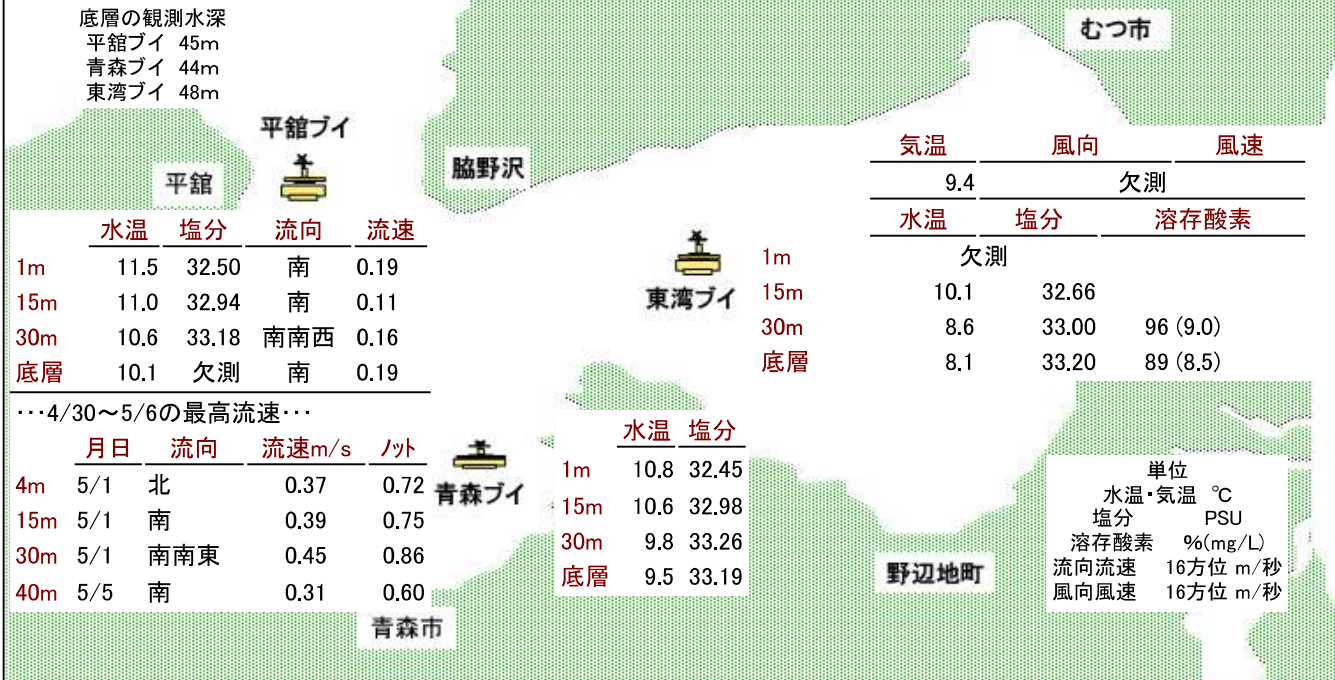 底層の観測水深
平舘ブイ 45m
青森ブイ 44m
東湾ブイ 48m
むつ市
平舘ブイ
平舘
脇野沢
水温 塩分 流向 流速
1m 11.5 32.50 南 0.19
15m 11.0 32.94 南 0.11
30m 10.6 33.18 南南西 0.16
底層 10.1 欠測 南 0.19
…4/30～5/6の最高流速…
月日 流向 流速m/s ﾉｯﾄ
4m 5/1 北 0.37 0.72
15m 5/1 南 0.39 0.75
30m 5/1 南南東 0.45 0.86
40m 5/5 南 0.31 0.60
東湾ブイ
気温 風向 風速
9.4 欠測
水温 塩分 溶存酸素
1m 欠測
15m 10.1 32.66
30m 8.6 33.00 96 (9.0)
底層 8.1 33.20 89 (8.5)
青森ブイ
水温 塩分
1m 10.8 32.45
15m 10.6 32.98
30m 9.8 33.26
底層 9.5 33.19
青森市
野辺地町
単位
水温・気温 ℃
塩分 PSU
溶存酸素 %(mg/L)
流向流速 16方位 m/秒
風向風速 16方位 m/秒